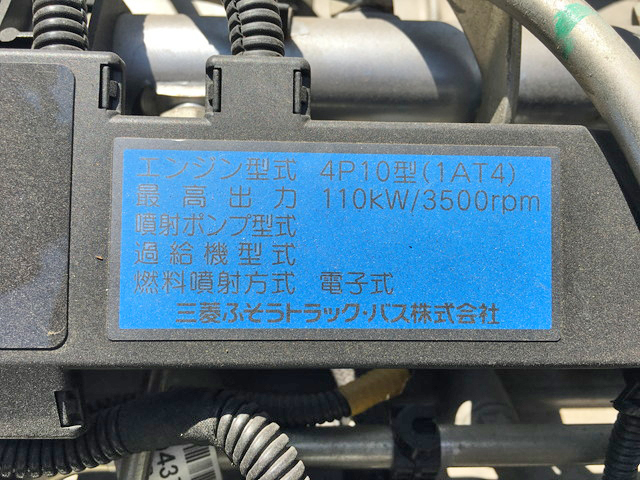 エンジン型式 4P10型(1AT4)
最高出力 110kW/3500rpm
噴射ポンプ型式
過給機型式
燃料噴射方式 電子式
三菱ふそうトラック・バス株式会社